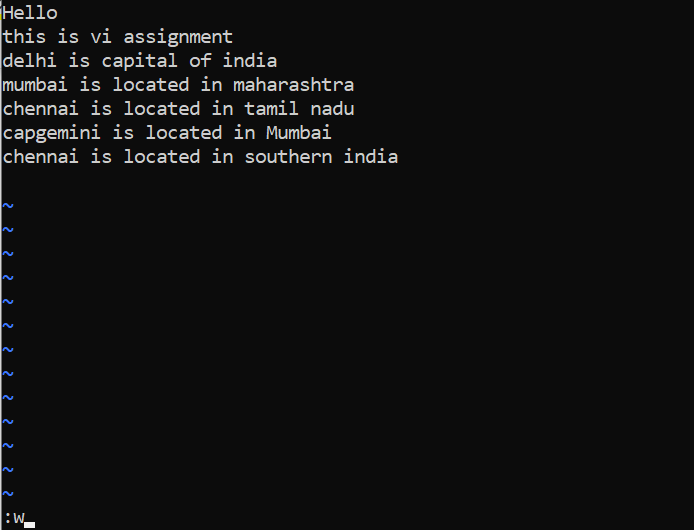 Hello
this is vi assignment
delhi is capital of india
mumbai is located in maharashtra
chennai is located in tamil nadu
capgemini is located in Mumbai
chennai is located in southern india
~
~
~
~
~
~
~
~
~
~
~
~
~
:w